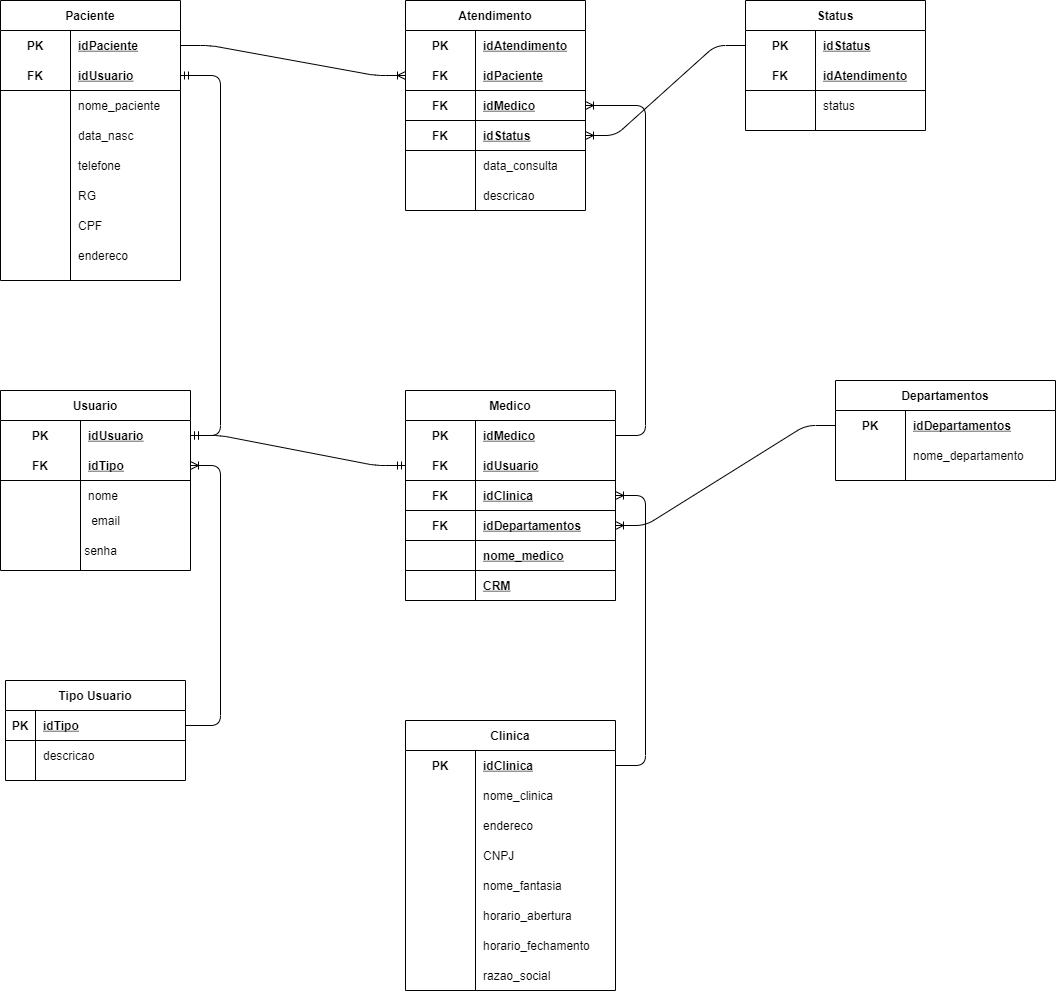 Paciente
PK idPaciente
FK idUsuario
nome_paciente
data_nasc
telefone
RG
CPF
endereco
Atendimento
PK idAtendimento
FK idPaciente
FK idMedico
FK idStatus
data_consulta
descricao
Status
PK idStatus
FK idAtendimento
status
Usuario
PK idUsuario
FK idTipo
nome
email
senha
Medico
PK idMedico
FK idUsuario
FK idClinica
FK idDepartamentos
nome_medico
CRM
Departamentos
PK idDepartamentos
nome_departamento
Tipo Usuario
PK idTipo
descricao
Clinica
PK idClinica
nome_clinica
endereco
CNPJ
nome_fantasia
horario_abertura
horario_fechamento
razao_social